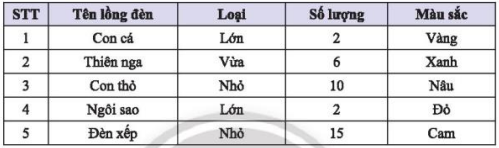 STT Tên lồng đèn Loại Số lượng Màu sắc
1 Con cá Lớn 2 Vàng
2 Thiên nga Vừa 6 Xanh
3 Con thỏ Nhỏ 10 Nâu
4 Ngôi sao Lớn 2 Đỏ
5 Đèn xếp Nhỏ 15 Cam